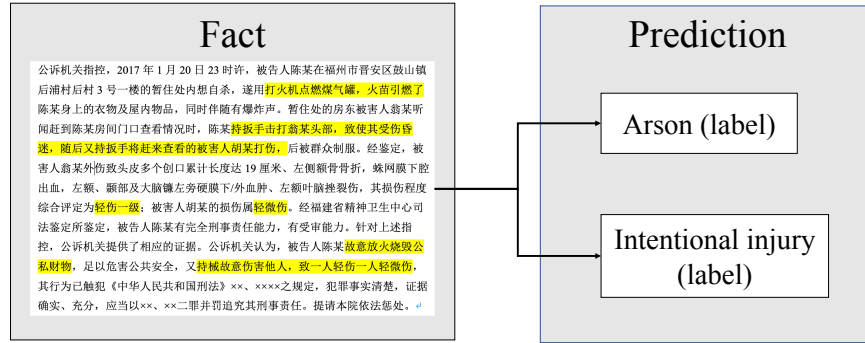 Fact
公诉机关指控，2017 年 1 月 20 日 23 时许，被告人陈某在福州市晋安区鼓山镇
后浦村后村 3 号一楼的暂住处内想自杀，遂用打火机点燃煤气罐，火苗引燃了
陈某身上的衣物及屋内物品，同时伴随有爆炸声。暂住处的房东被害人翁某听
闻赶到陈某房间门口查看情况时，陈某持扳手击打翁某头部，致使其受伤昏
迷，随后又持扳手将赶来查看的被害人胡某打伤，后被群众制服。经鉴定，被
害人翁某外伤致头皮多个创口累计长度达 19 厘米、左侧额骨骨折，蛛网膜下腔
出血，左额、颞部及大脑镰左旁硬膜下/外血肿、左额叶脑挫裂伤，其损伤程度
综合评定为轻伤一级；被害人胡某的损伤属轻微伤。经福建省精神卫生中心司
法鉴定所鉴定，被告人陈某有完全刑事责任能力，有受审能力。针对上述指
控，公诉机关提供了相应的证据。公诉机关认为，被告人陈某故意放火烧毁公
私财物，足以危害公共安全，又持械故意伤害他人，致一人轻伤一人轻微伤，
其行为已触犯《中华人民共和国刑法》××、××××之规定，犯罪事实清楚，证据
确实、充分，应当以××、××二罪并罚追究其刑事责任。提请本院依法惩处。
Prediction
Arson (label)
Intentional injury
(label)